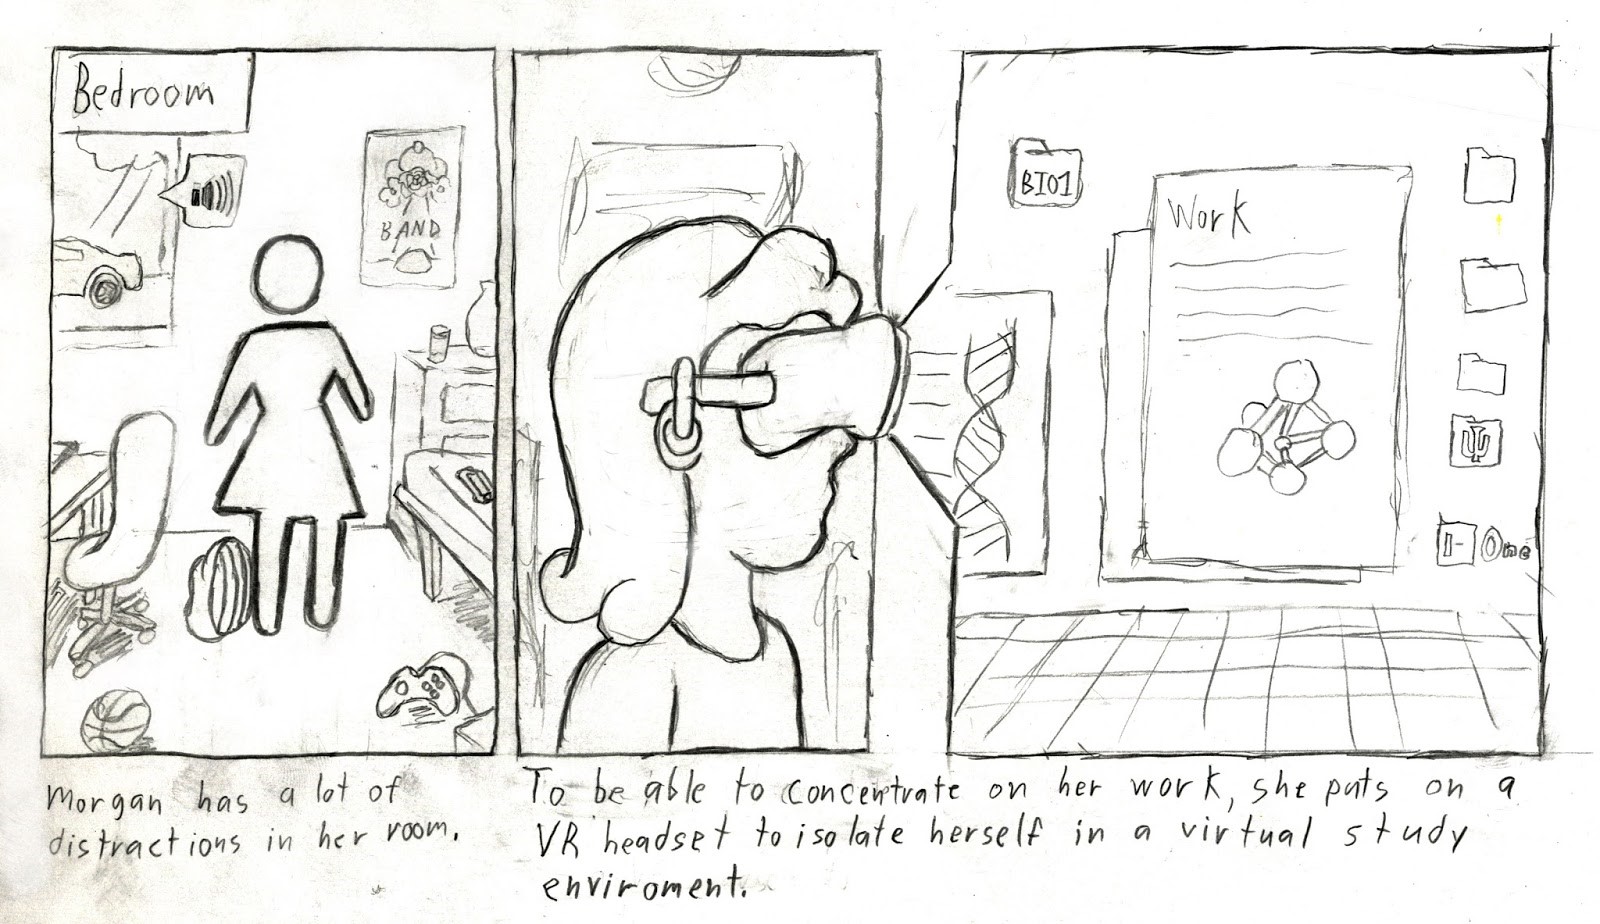 Bedroom
BAND
BIO1
Work
One
Morgan has a lot of
distractions in her room.
To be able to concentrate on her work, she puts on a
VR headset to isolate herself in a virtual study
enviroment.